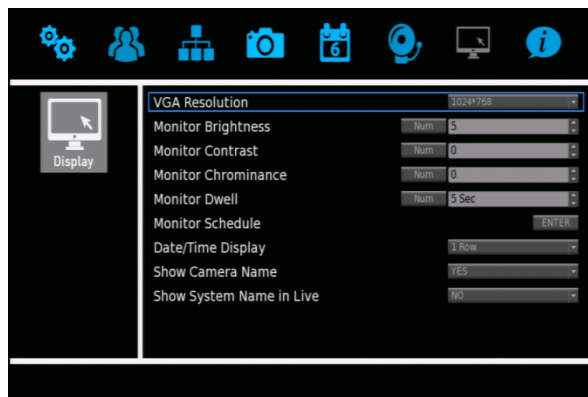 6
i
Display
VGA Resolution 1024*768
Monitor Brightness Num 5
Monitor Contrast Num 0
Monitor Chrominance Num 0
Monitor Dwell Num 5 Sec
Monitor Schedule ENTER
Date/Time Display 1 Row
Show Camera Name YES
Show System Name in Live NO